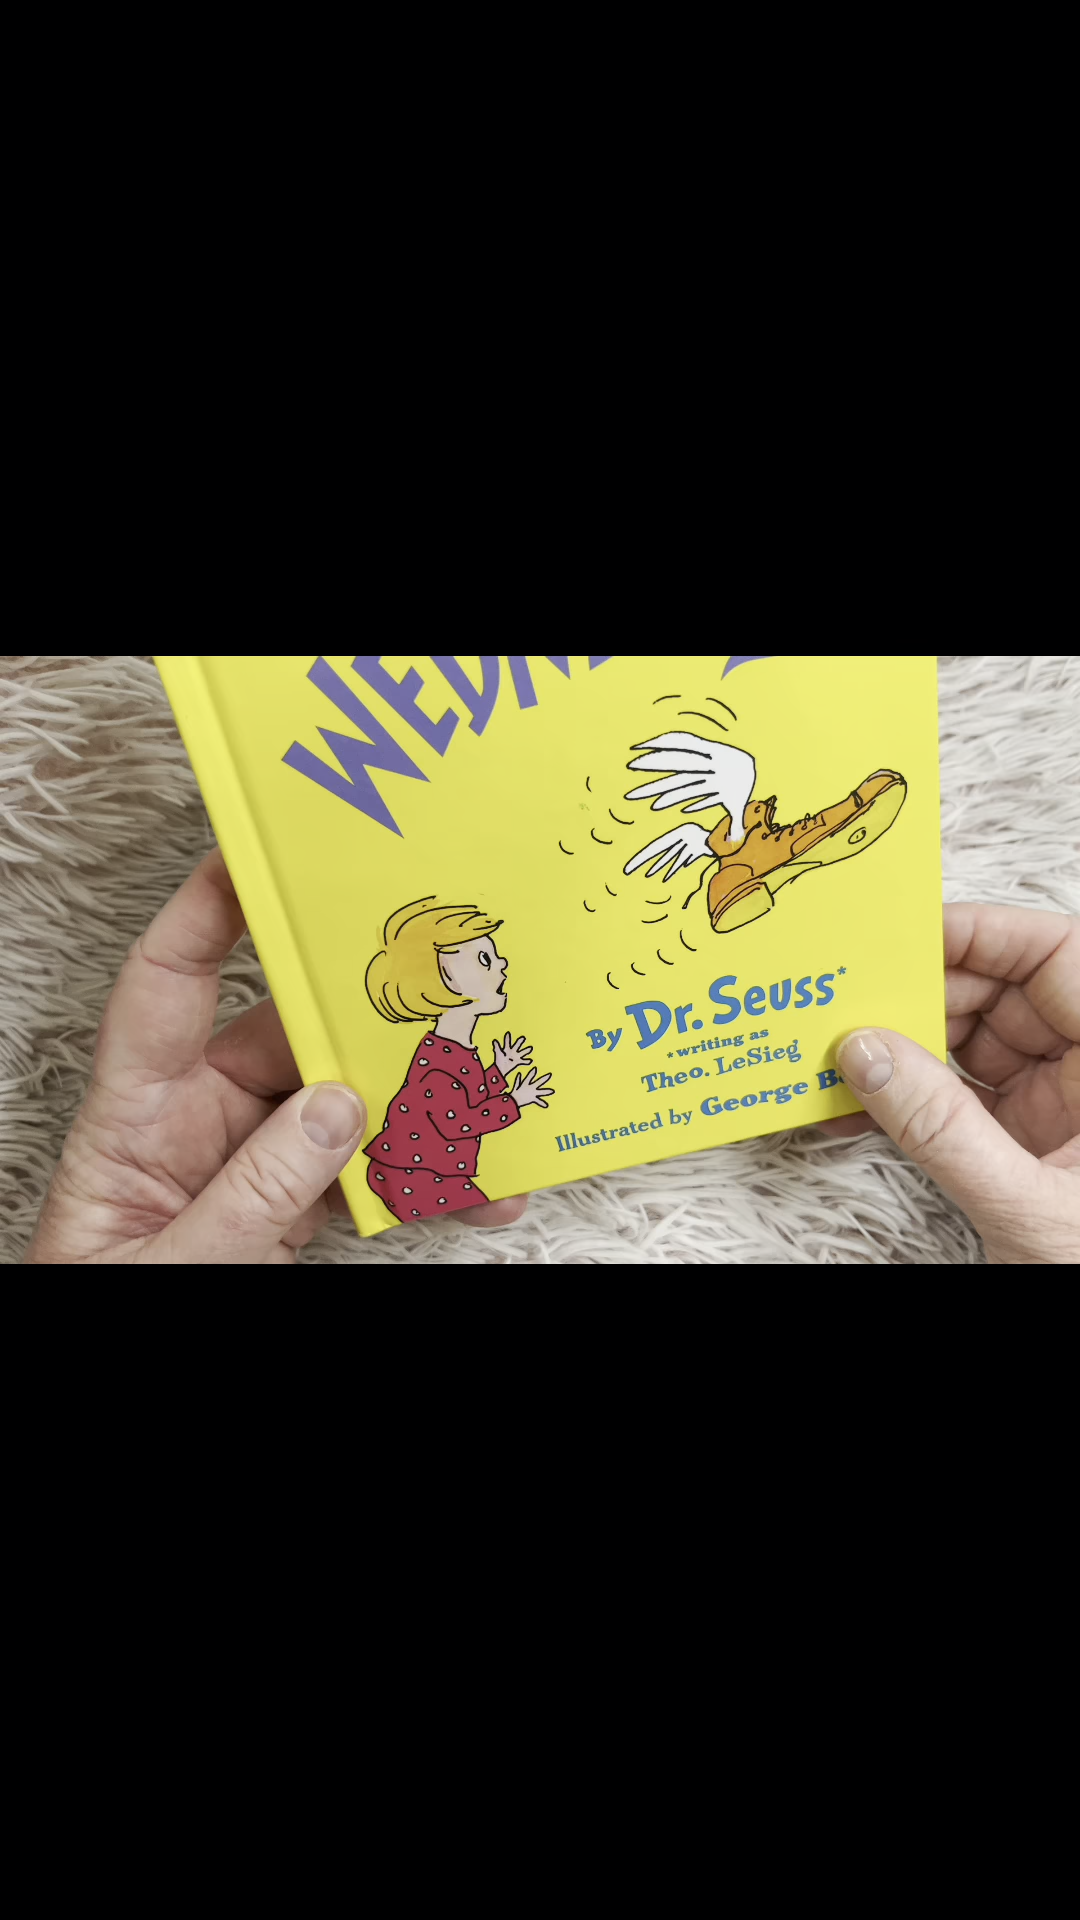 By Dr. Seuss*
*writing as
Theo. LeSieg
Illustrated by George